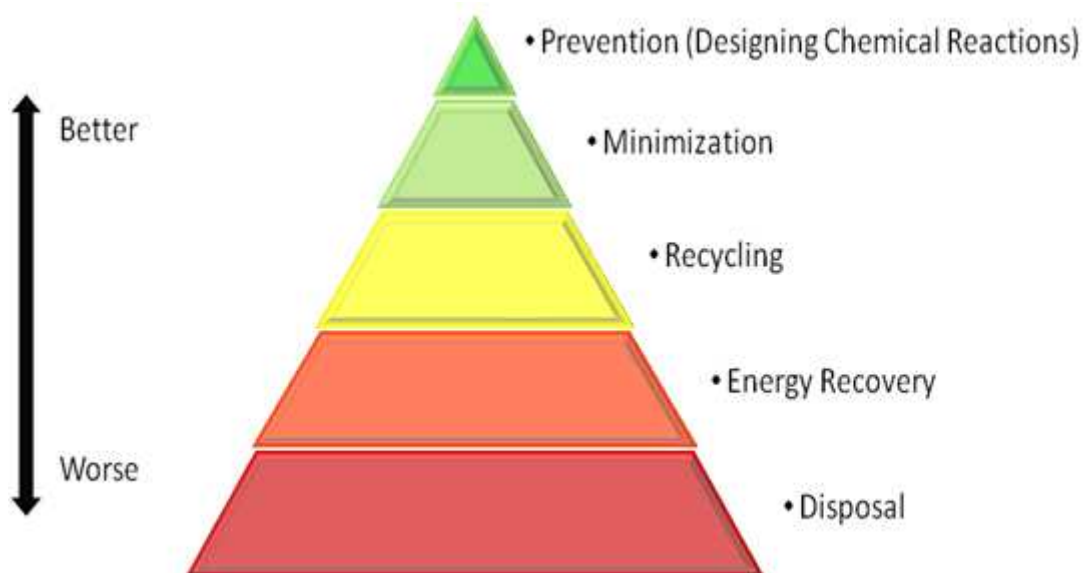 • Prevention (Designing Chemical Reactions)
Better
• Minimization
• Recycling
• Energy Recovery
Worse
• Disposal